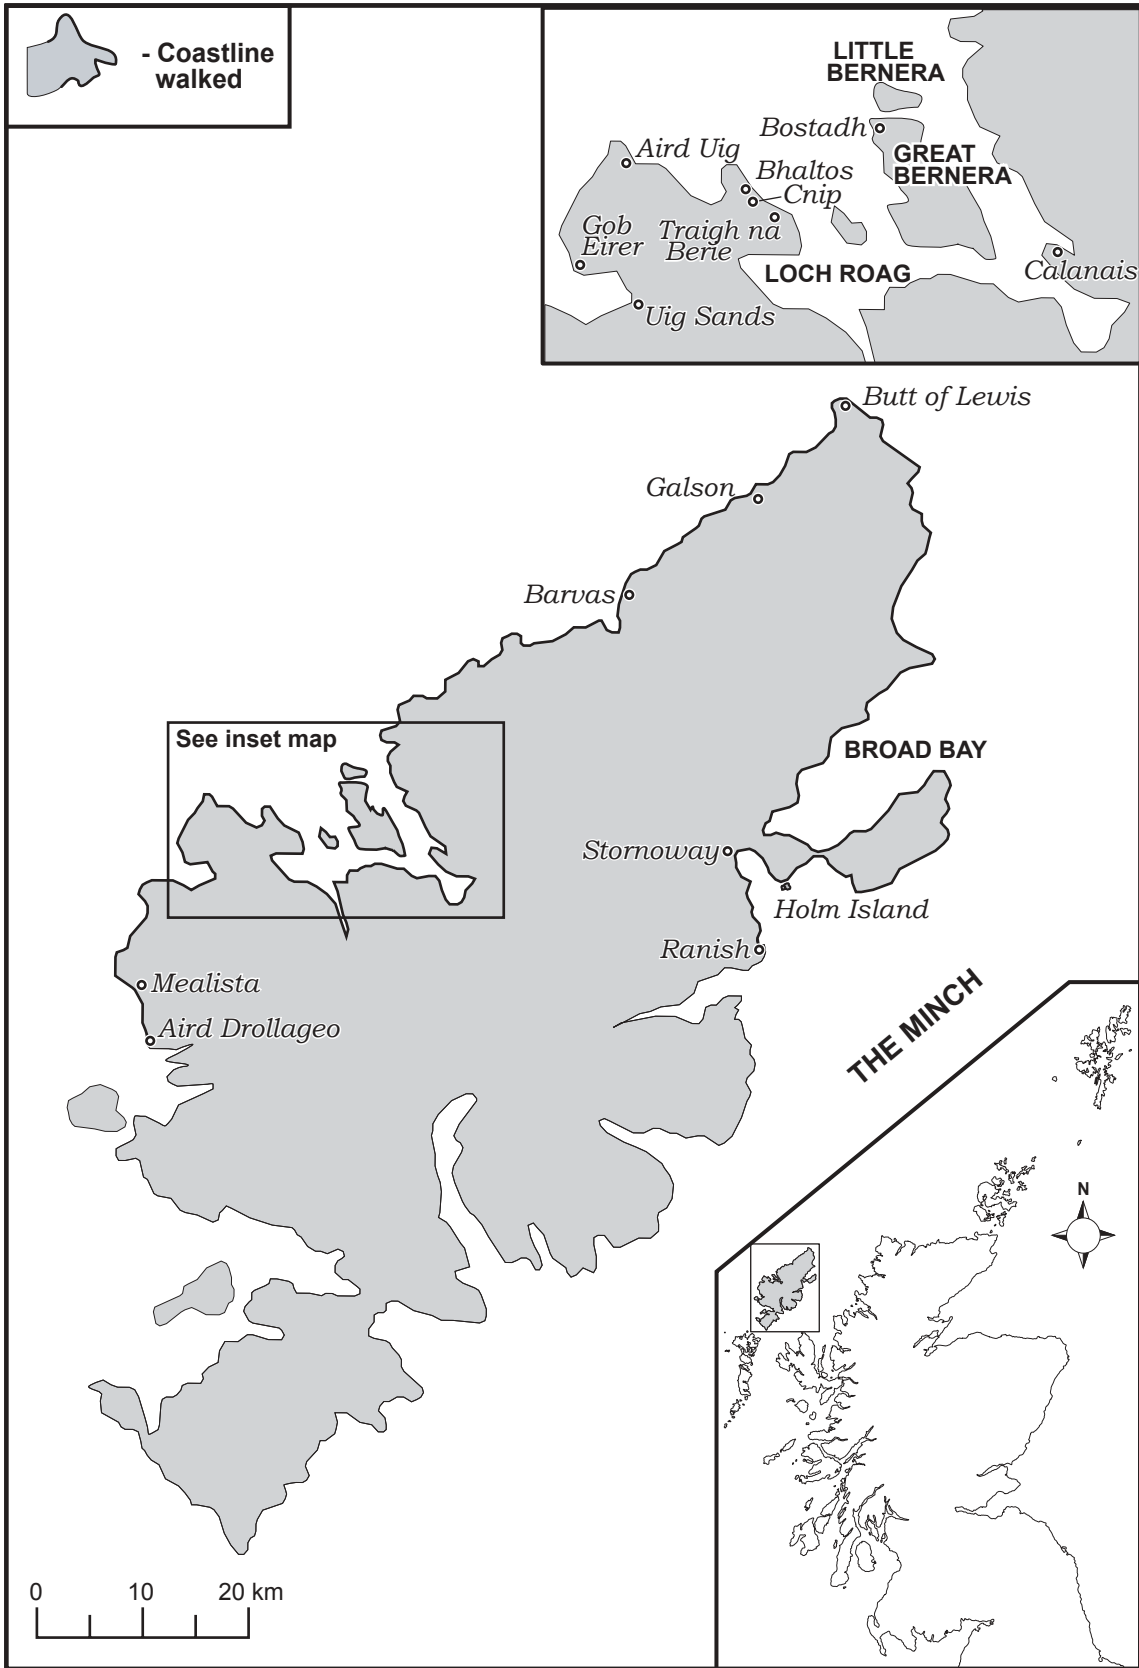 - Coastline
walked
LITTLE
BERNERA
Bostadh
GREAT
BERNERA
Aird Uig
Bhaltos
Cnip
Gob
Eirer
Traigh na
Berie
LOCH ROAG
Calanais
Uig Sands
Butt of Lewis
Galson
Barvas
See inset map
BROAD BAY
Stornoway
Holm Island
Ranish
Mealista
THE MINCH
Aird Drollageo
N
0 10 20 km